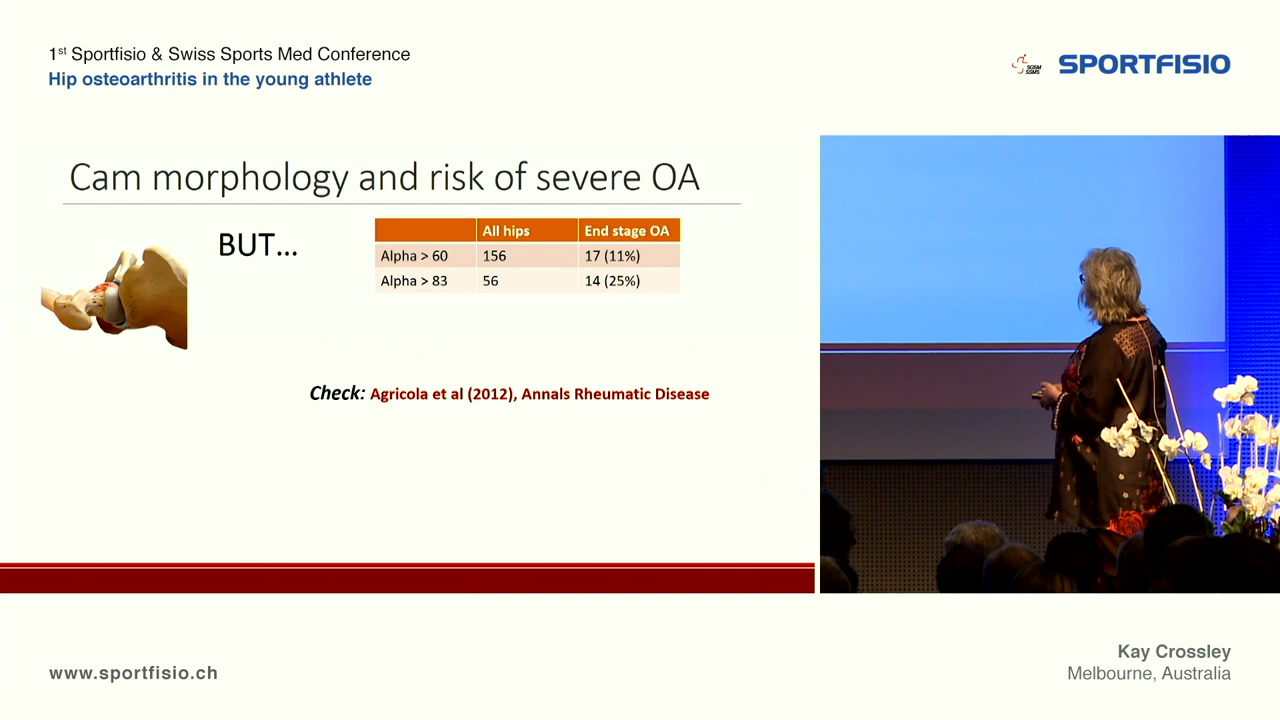 1st Sportfisio & Swiss Sports Med Conference
Hip osteoarthritis in the young athlete
SGSM
SSMS
SPORTFISIO
Cam morphology and risk of severe OA
BUT...
All hips End stage OA
Alpha > 60 156 17 (11%)
Alpha > 83 56 14 (25%)
Check: Agricola et al (2012), Annals Rheumatic Disease
www.sportfisio.ch
Kay Crossley
Melbourne, Australia